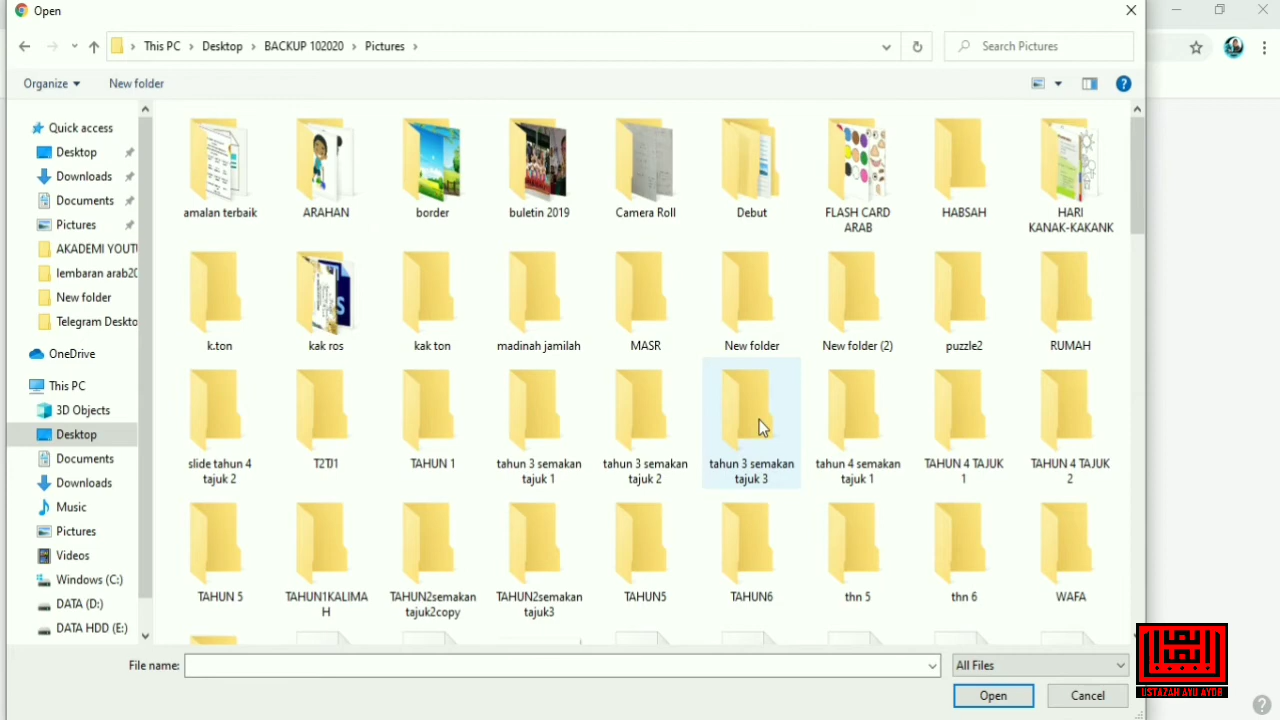 Open
This PC
Desktop
BACKUP 102020
Pictures
Search Pictures
Organize
New folder
Quick access
Desktop
Downloads
Documents
Pictures
AKADEMI YOUTU
lembaran arab20
New folder
Telegram Deskto
OneDrive
This PC
3D Objects
Desktop
Documents
Downloads
Music
Pictures
Videos
Windows (C:)
DATA (D:)
DATA HDD (E:)
amalan terbaik
ARAHAN
border
buletin 2019
Camera Roll
Debut
FLASH CARD
ARAB
HABSAH
HARI
KANAK-KAKANK
k.ton
kak ros
kak ton
madinah jamilah
MASR
New folder
New folder (2)
puzzle2
RUMAH
slide tahun 4
tajuk 2
T2TJ1
TAHUN 1
tahun 3 semakan
tajuk 1
tahun 3 semakan
tajuk 2
tahun 3 semakan
tajuk 3
tahun 4 semakan
tajuk 1
TAHUN 4 TAJUK
1
TAHUN 4 TAJUK
2
TAHUN 5
TAHUN1KALIMA
H
TAHUN2semakan
tajuk2copy
TAHUN2semakan
tajuk3
TAHUN5
TAHUN6
thn 5
thn 6
WAFA
File name:
All Files
Open
Cancel
USTAZAH AYU AYOB